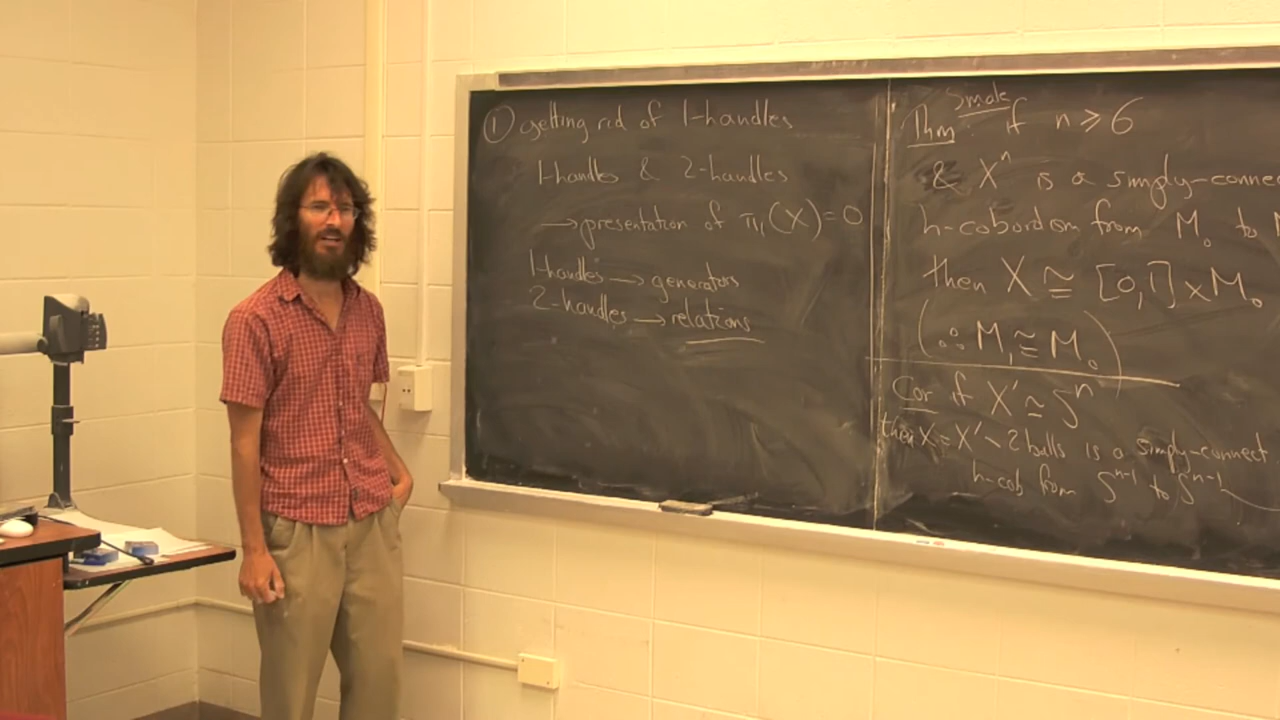 ① getting rid of 1-handles
1-handles & 2-handles
→ presentation of π₁(X) = 0
1-handles → generators
2-handles → relations
Smale
Thm: if n ≥ 6
& Xⁿ is a simply-connec
h-cobord from M₀ to M
then X ≅ [0,1] × M₀
(∴ M₁ ≅ M₀)
Cor if X' ≃ Sⁿ
then X = X' \ 2 balls is a simply-connect
h-cob from Sⁿ⁻¹ to Sⁿ⁻¹